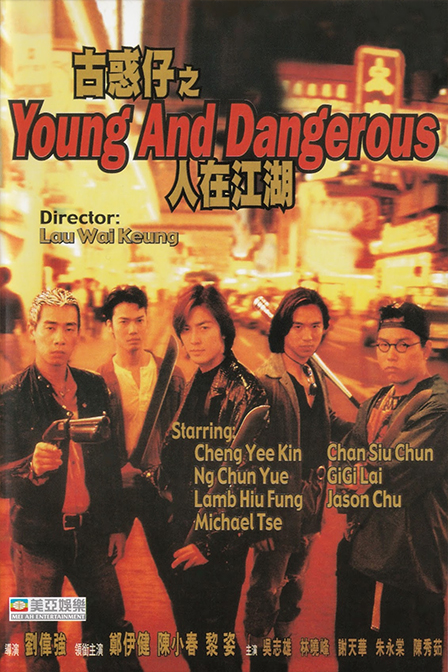 古惑仔之
Young And Dangerous
人在江湖
Director:
Lau Wai Keung
Starring:
Cheng Yee Kin Chan Siu Chun
Ng Chun Yue GiGi Lai
Lamb Hiu Fung Jason Chu
Michael Tse
美亞娛樂
MEI AH ENTERTAINMENT
導演 劉偉強 領銜主演 鄭伊健 陳小春 黎姿 主演 吳志雄 林曉峰 謝天華 朱永棠 陳秀茹